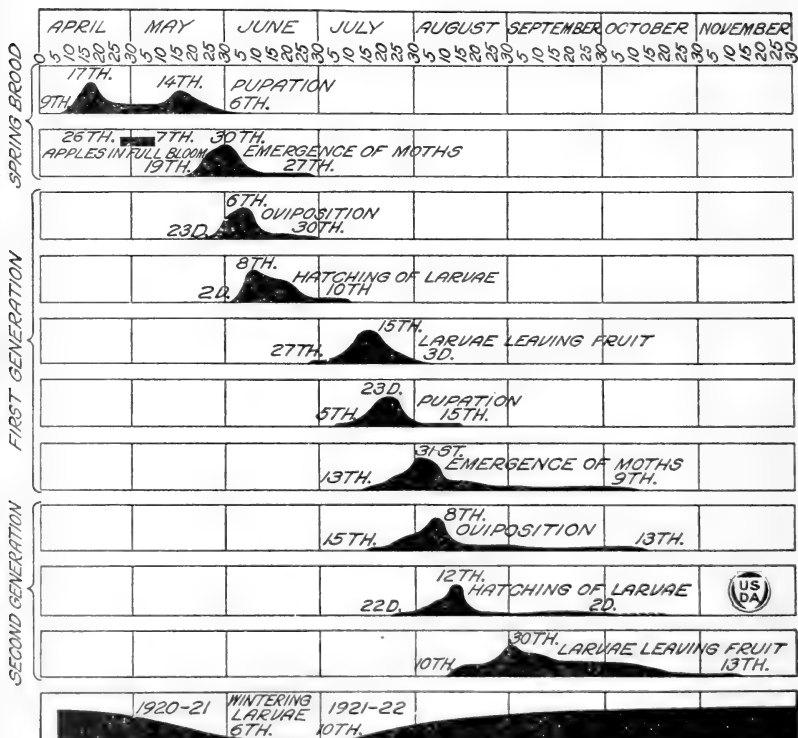 APRIL MAY JUNE JULY AUGUST SEPTEMBER OCTOBER NOVEMBER
0 5 10 15 20 25 30 5 10 15 20 25 30 5 10 15 20 25 30 5 10 15 20 25 30 5 10 15 20 25 30 5 10 15 20 25 30 5 10 15 20 25 30 5 10 15 20 25 30
SPRING BROOD
17TH. 14TH. PUPATION
9TH. 6TH.
26TH. 7TH. 30TH.
APPLES IN FULL BLOOM EMERGENCE OF MOTHS
19TH. 27TH.
FIRST GENERATION
6TH.
OVIPOSITION
23D. 30TH.
8TH.
HATCHING OF LARVAE
2D. 10TH
15TH.
LARVAE LEAVING FRUIT
27TH. 3D.
23D.
PUPATION
5TH. 15TH.
31ST.
EMERGENCE OF MOTHS
13TH. 9TH.
SECOND GENERATION
8TH.
OVIPOSITION
15TH. 13TH.
12TH.
HATCHING OF LARVAE
22D. 2D.
US
DA
30TH.
LARVAE LEAVING FRUIT
10TH. 13TH.
1920-21 WINTERING 1921-22
LARVAE
6TH. 10TH.